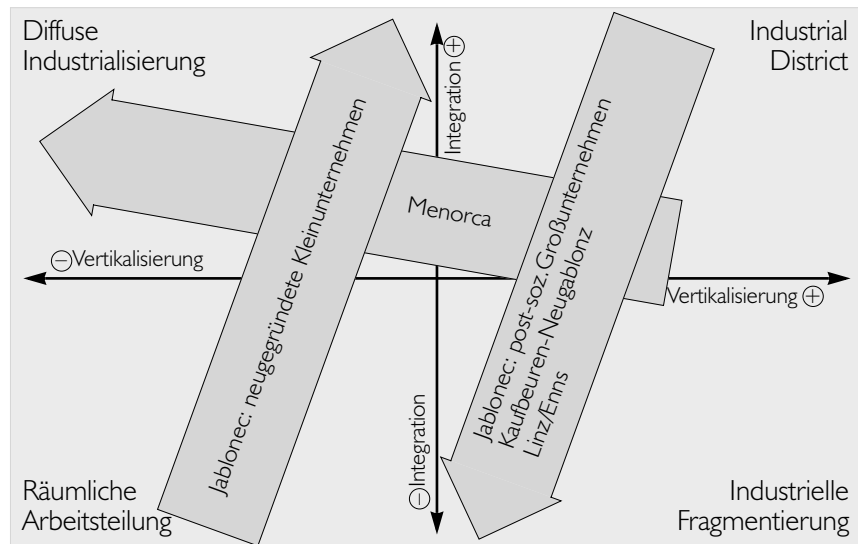 Diffuse
Industrialisierung
Industrial
District
Integration ⊕
Jablonec: neugegründete Kleinunternehmen
Menorca
Jablonec: post-soz. Großunternehmen
Kaufbeuren-Neugablonz
Linz/Enns
⊖ Vertikalisierung
Vertikalisierung ⊕
⊖ Integration
Räumliche
Arbeitsteilung
Industrielle
Fragmentierung